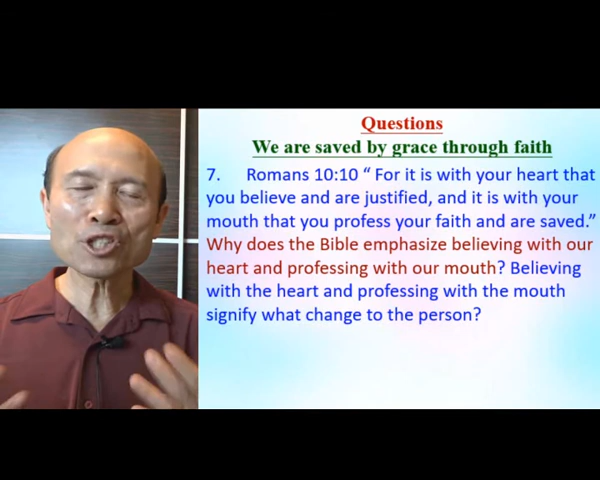 Questions
We are saved by grace through faith
7. Romans 10:10 “ For it is with your heart that
you believe and are justified, and it is with your
mouth that you profess your faith and are saved.”
Why does the Bible emphasize believing with our
heart and professing with our mouth? Believing
with the heart and professing with the mouth
signify what change to the person?